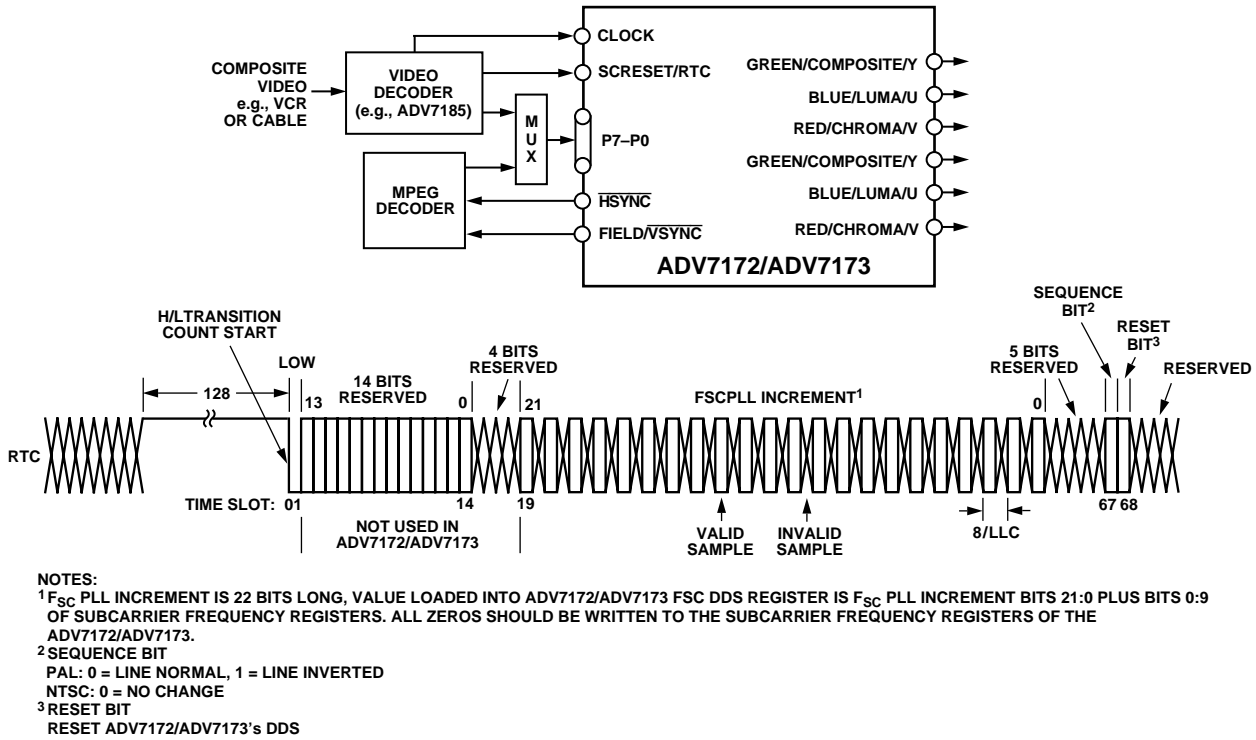 COMPOSITE
VIDEO
e.g., VCR
OR CABLE
VIDEO
DECODER
(e.g., ADV7185)
MPEG
DECODER
M
U
X
CLOCK
SCRESET/RTC
P7–P0
HSYNC
FIELD/VSYNC
GREEN/COMPOSITE/Y
BLUE/LUMA/U
RED/CHROMA/V
GREEN/COMPOSITE/Y
BLUE/LUMA/U
RED/CHROMA/V
ADV7172/ADV7173
H/LTRANSITION
COUNT START
LOW
128
13
14 BITS
RESERVED
0
4 BITS
RESERVED
21
FSCPLL INCREMENT1
0
5 BITS
RESERVED
SEQUENCE
BIT2
RESET
BIT3
RESERVED
RTC
TIME SLOT: 01
14
19
67 68
NOT USED IN
ADV7172/ADV7173
VALID
SAMPLE
INVALID
SAMPLE
8/LLC
NOTES:
1 FSC PLL INCREMENT IS 22 BITS LONG, VALUE LOADED INTO ADV7172/ADV7173 FSC DDS REGISTER IS FSC PLL INCREMENT BITS 21:0 PLUS BITS 0:9
OF SUBCARRIER FREQUENCY REGISTERS. ALL ZEROS SHOULD BE WRITTEN TO THE SUBCARRIER FREQUENCY REGISTERS OF THE
ADV7172/ADV7173.
2 SEQUENCE BIT
PAL: 0 = LINE NORMAL, 1 = LINE INVERTED
NTSC: 0 = NO CHANGE
3 RESET BIT
RESET ADV7172/ADV7173's DDS